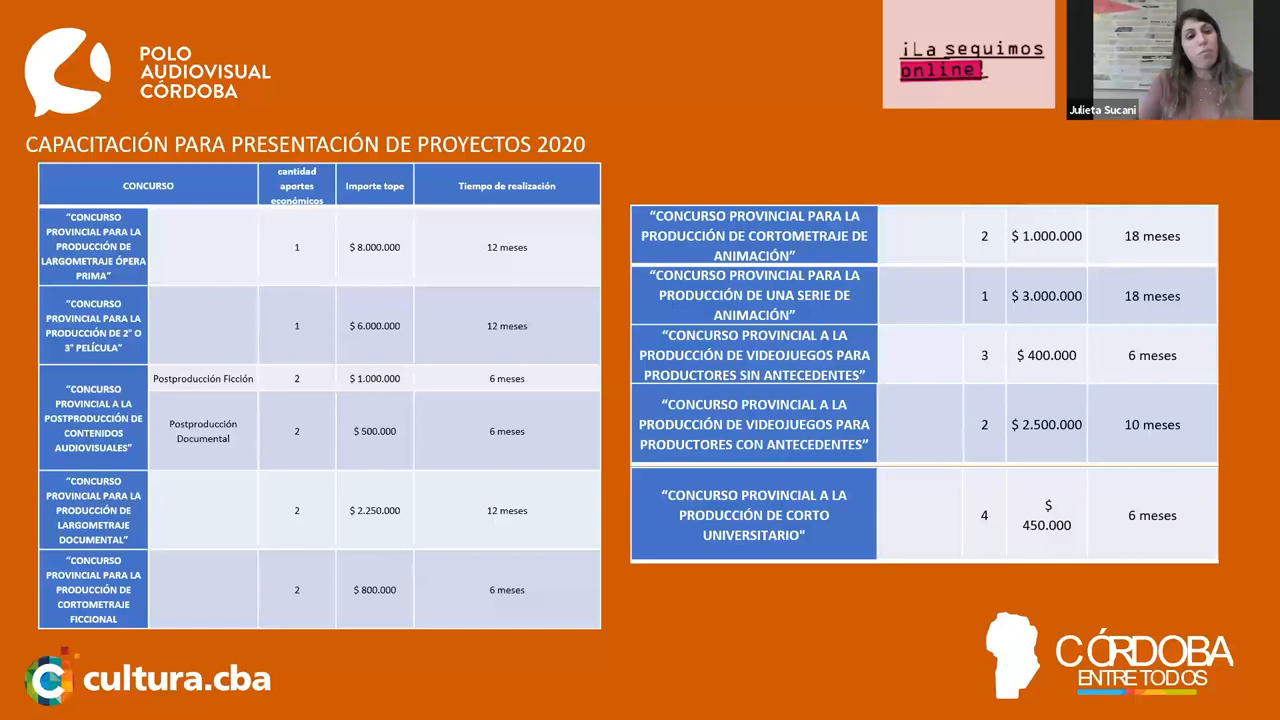 POLO
AUDIOVISUAL
CÓRDOBA
¡La seguimos
online!
Julieta Sucani
CAPACITACIÓN PARA PRESENTACIÓN DE PROYECTOS 2020
CONCURSO
cantidad
aportes
económicos
Importe tope
Tiempo de realización
“CONCURSO
PROVINCIAL PARA LA
PRODUCCIÓN DE
LARGOMETRAJE ÓPERA
PRIMA”
1
$ 8.000.000
12 meses
“CONCURSO
PROVINCIAL PARA LA
PRODUCCIÓN DE 2° O
3° PELÍCULA”
1
$ 6.000.000
12 meses
“CONCURSO
PROVINCIAL A LA
POSTPRODUCCIÓN DE
CONTENIDOS
AUDIOVISUALES”
Postproducción Ficción
2
$ 1.000.000
6 meses
Postproducción
Documental
2
$ 500.000
6 meses
“CONCURSO
PROVINCIAL PARA LA
PRODUCCIÓN DE
LARGOMETRAJE
DOCUMENTAL”
2
$ 2.250.000
12 meses
“CONCURSO
PROVINCIAL PARA LA
PRODUCCIÓN DE
CORTOMETRAJE
FICCIONAL
2
$ 800.000
6 meses
“CONCURSO PROVINCIAL PARA LA
PRODUCCIÓN DE CORTOMETRAJE DE
ANIMACIÓN”
2
$ 1.000.000
18 meses
“CONCURSO PROVINCIAL PARA LA
PRODUCCIÓN DE UNA SERIE DE
ANIMACIÓN”
1
$ 3.000.000
18 meses
“CONCURSO PROVINCIAL A LA
PRODUCCIÓN DE VIDEOJUEGOS PARA
PRODUCTORES SIN ANTECEDENTES”
3
$ 400.000
6 meses
“CONCURSO PROVINCIAL A LA
PRODUCCIÓN DE VIDEOJUEGOS PARA
PRODUCTORES CON ANTECEDENTES”
2
$ 2.500.000
10 meses
“CONCURSO PROVINCIAL A LA
PRODUCCIÓN DE CORTO
UNIVERSITARIO"
4
$
450.000
6 meses
cultura.cba
CÓRDOBA
ENTRE TODOS